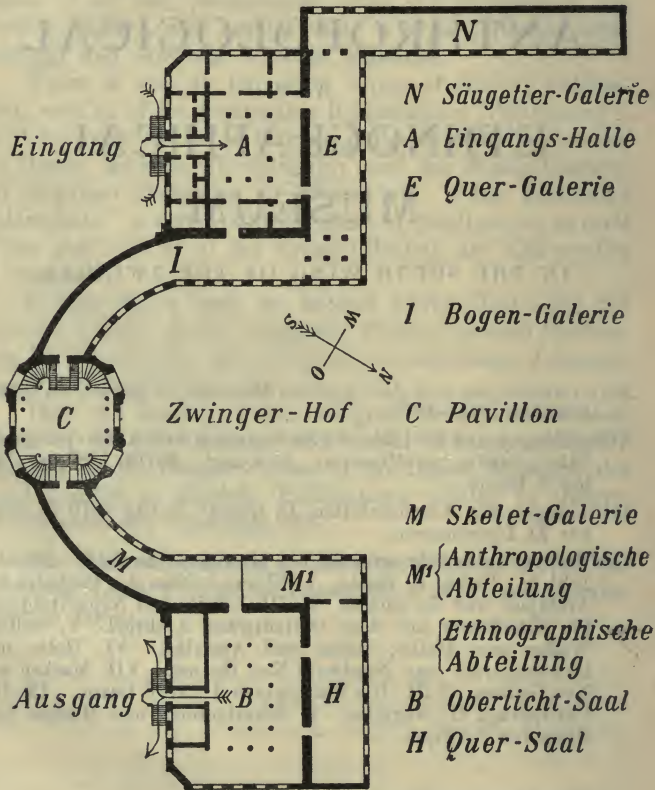 N
N Säugetier-Galerie
Eingang A E A Eingangs-Halle
E Quer-Galerie
I I Bogen-Galerie
S W O N
C Zwinger-Hof C Pavillon
M M Skelet-Galerie
M¹ M¹ {Anthropologische
Abteilung
{Ethnographische
Abteilung
Ausgang B H B Oberlicht-Saal
H Quer-Saal